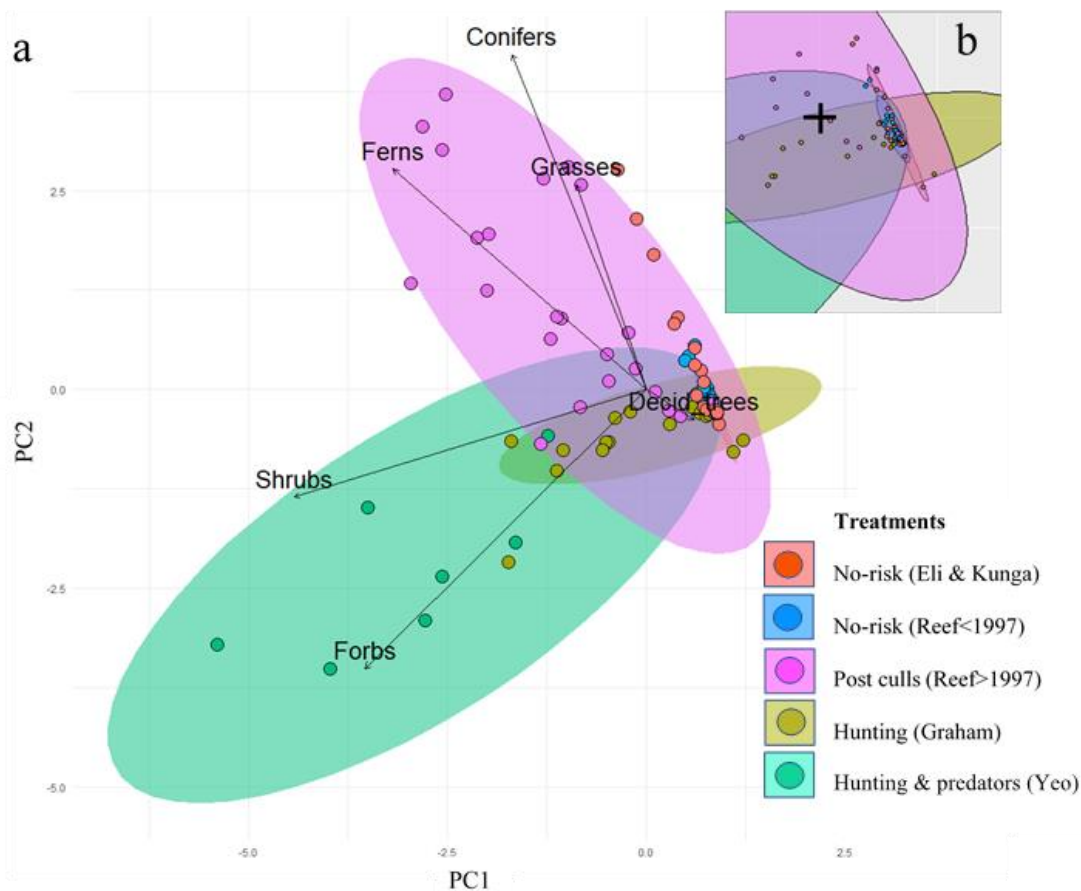 a
b
Conifers
Ferns
Grasses
Decid_trees
Shrubs
Forbs
2.5
0.0
-2.5
-5.0
PC2
-5.0
-2.5
0.0
2.5
PC1
Treatments
No-risk (Eli & Kunga)
No-risk (Reef<1997)
Post culls (Reef>1997)
Hunting (Graham)
Hunting & predators (Yeo)